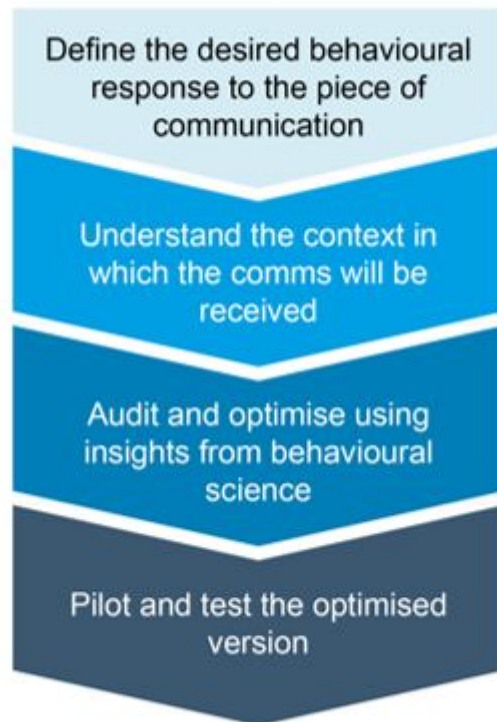 Define the desired behavioural
response to the piece of
communication
Understand the context in
which the comms will be
received
Audit and optimise using
insights from behavioural
science
Pilot and test the optimised
version